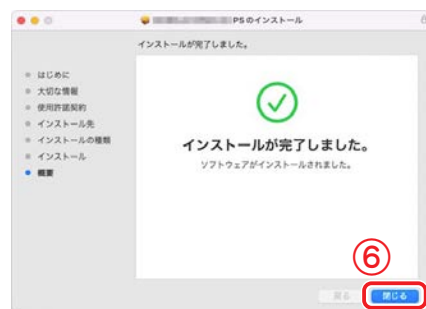 PSのインストール
インストールが完了しました。
はじめに
大切な情報
使用許諾契約
インストール先
インストールの種類
インストール
概要
インストールが完了しました。
ソフトウェアがインストールされました。
⑥
戻る
閉じる